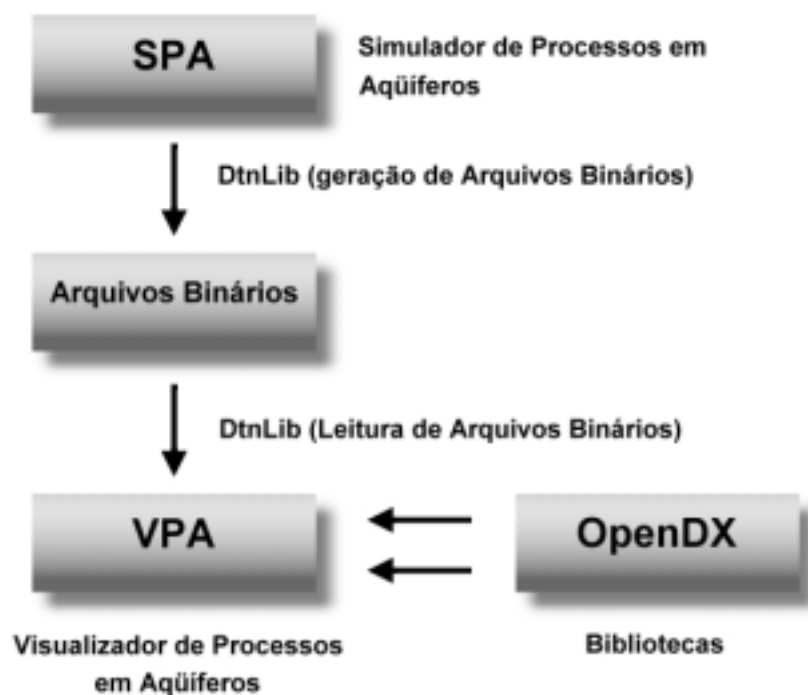 SPA
Simulador de Processos em
Aqüíferos
DtnLib (geração de Arquivos Binários)
Arquivos Binários
DtnLib (Leitura de Arquivos Binários)
VPA
OpenDX
Visualizador de Processos
em Aqüíferos
Bibliotecas